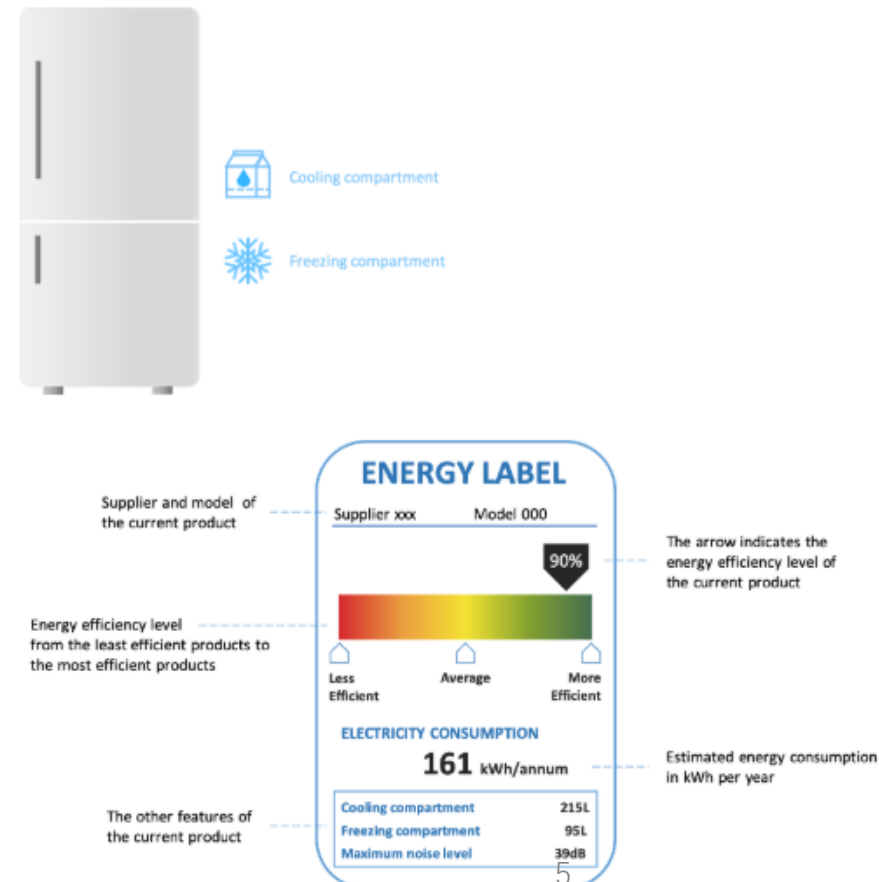 Cooling compartment
Freezing compartment
ENERGY LABEL
Supplier and model of
the current product
Supplier xxx Model 000
90%
The arrow indicates the
energy efficiency level of
the current product
Energy efficiency level
from the least efficient products to
the most efficient products
Less
Efficient
Average
More
Efficient
ELECTRICITY CONSUMPTION
161 kWh/annum
Estimated energy consumption
in kWh per year
The other features of
the current product
Cooling compartment 215L
Freezing compartment 95L
Maximum noise level 39dB
5